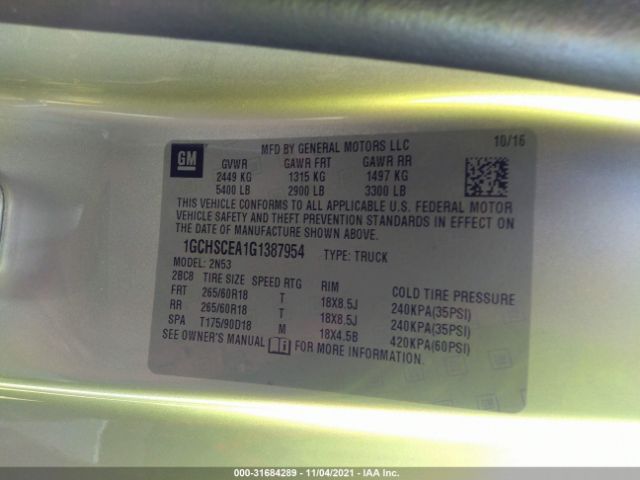 GM
MFD BY GENERAL MOTORS LLC 10/16
GVWR GAWR FRT GAWR RR
2449 KG 1315 KG 1497 KG
5400 LB 2900 LB 3300 LB
THIS VEHICLE CONFORMS TO ALL APPLICABLE U.S. FEDERAL MOTOR
VEHICLE SAFETY AND THEFT PREVENTION STANDARDS IN EFFECT ON
THE DATE OF MANUFACTURE SHOWN ABOVE.
1GCHSCEA1G1387954 TYPE: TRUCK
MODEL: 2N53
2BC8 TIRE SIZE SPEED RTG RIM COLD TIRE PRESSURE
FRT 265/60R18 T 18X8.5J 240KPA(35PSI)
RR 265/60R18 T 18X8.5J 240KPA(35PSI)
SPA T175/90D18 M 18X4.5B 420KPA(60PSI)
SEE OWNER'S MANUAL FOR MORE INFORMATION.
000-31684289 - 11/04/2021 - IAA Inc.